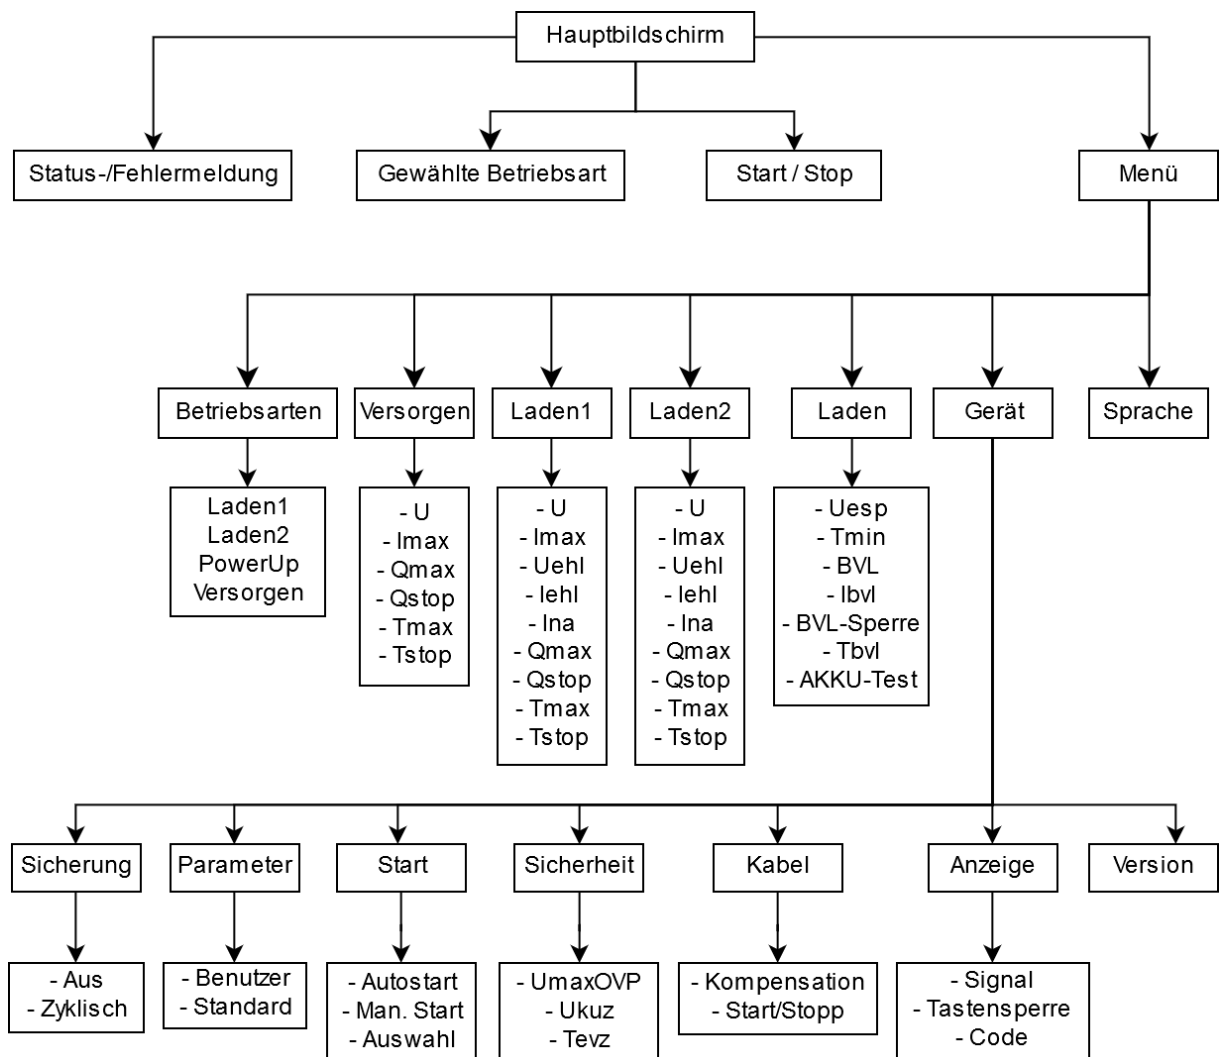 Hauptbildschirm
Status-/Fehlermeldung
Gewählte Betriebsart
Start / Stop
Menü
Betriebsarten
Versorgen
Laden1
Laden2
Laden
Gerät
Sprache
Laden1
Laden2
PowerUp
Versorgen
- U
- Imax
- Qmax
- Qstop
- Tmax
- Tstop
- U
- Imax
- Uehl
- Iehl
- Ina
- Qmax
- Qstop
- Tmax
- Tstop
- U
- Imax
- Uehl
- Iehl
- Ina
- Qmax
- Qstop
- Tmax
- Tstop
- Uesp
- Tmin
- BVL
- Ibvl
- BVL-Sperre
- Tbvl
- AKKU-Test
Sicherung
Parameter
Start
Sicherheit
Kabel
Anzeige
Version
- Aus
- Zyklisch
- Benutzer
- Standard
- Autostart
- Man. Start
- Auswahl
- UmaxOVP
- Ukuz
- Tevz
- Kompensation
- Start/Stopp
- Signal
- Tastensperre
- Code